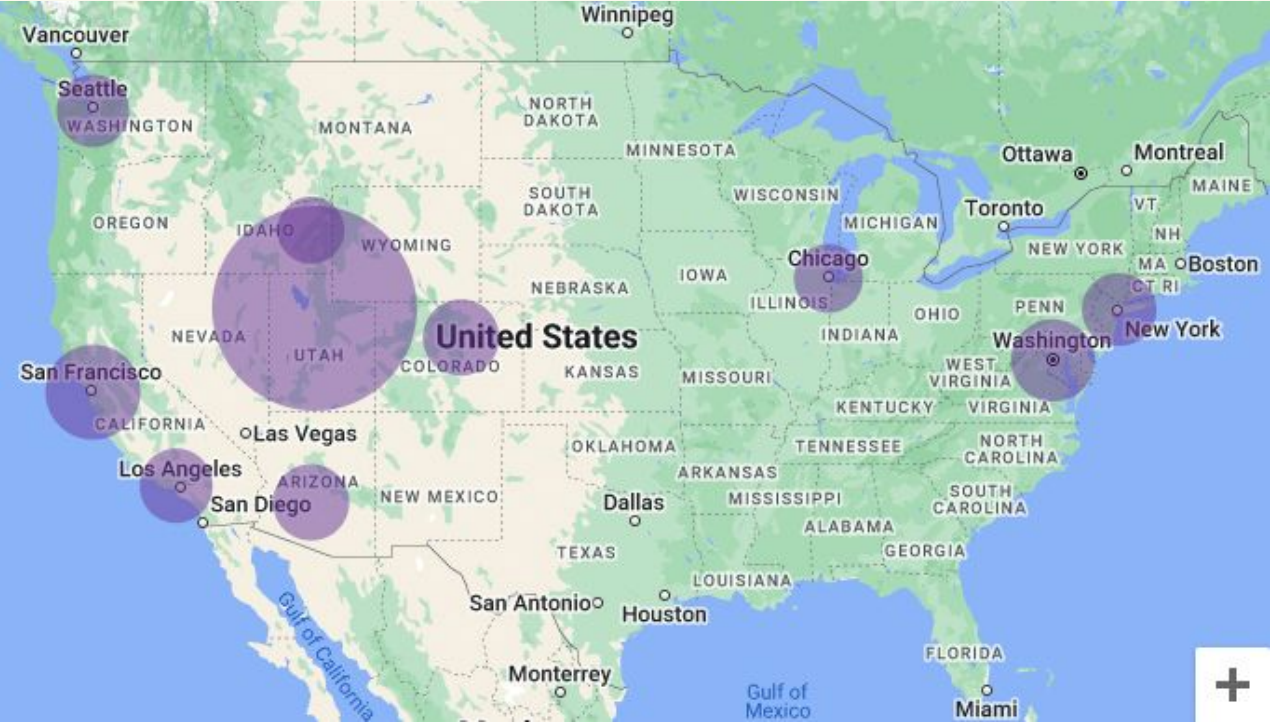 Winnipeg
Vancouver
Seattle
WASHINGTON
MONTANA
NORTH
DAKOTA
MINNESOTA
Ottawa
Montreal
MAINE
OREGON
IDAHO
WYOMING
SOUTH
DAKOTA
WISCONSIN
MICHIGAN
Toronto
VT
NH
NEW YORK
MA
Boston
CT RI
Chicago
IOWA
NEBRASKA
ILLINOIS
INDIANA
OHIO
PENN
New York
NEVADA
UTAH
United States
COLORADO
KANSAS
MISSOURI
Washington
WEST
VIRGINIA
VIRGINIA
KENTUCKY
San Francisco
CALIFORNIA
Las Vegas
OKLAHOMA
TENNESSEE
NORTH
CAROLINA
Los Angeles
ARIZONA
San Diego
NEW MEXICO
ARKANSAS
Dallas
MISSISSIPPI
SOUTH
CAROLINA
ALABAMA
GEORGIA
TEXAS
LOUISIANA
San Antonio
Houston
Gulf of California
FLORIDA
Monterrey
Gulf of
Mexico
Miami
+